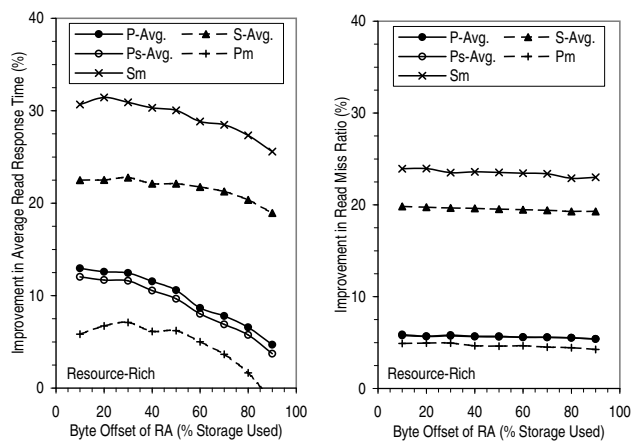 40
30
20
10
0
Improvement in Average Read Response Time (%)
P-Avg.
S-Avg.
Ps-Avg.
Pm
Sm
Resource-Rich
0 10 20 30 40 50 60 70 80 90 100
Byte Offset of RA (% Storage Used)
40
30
20
10
0
Improvement in Read Miss Ratio (%)
P-Avg.
S-Avg.
Ps-Avg.
Pm
Sm
Resource-Rich
0 10 20 30 40 50 60 70 80 90 100
Byte Offset of RA (% Storage Used)